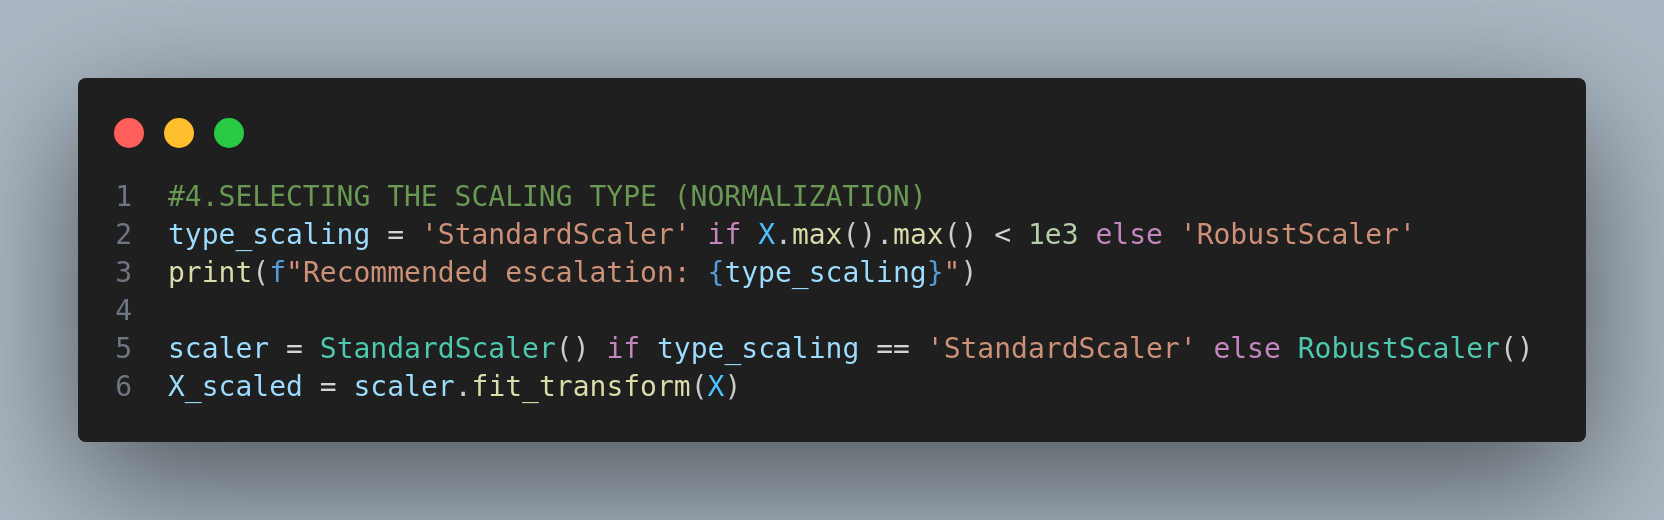 1 #4.SELECTING THE SCALING TYPE (NORMALIZATION)
2 type_scaling = 'StandardScaler' if X.max().max() < 1e3 else 'RobustScaler'
3 print(f"Recommended escalation: {type_scaling}")
4
5 scaler = StandardScaler() if type_scaling == 'StandardScaler' else RobustScaler()
6 X_scaled = scaler.fit_transform(X)